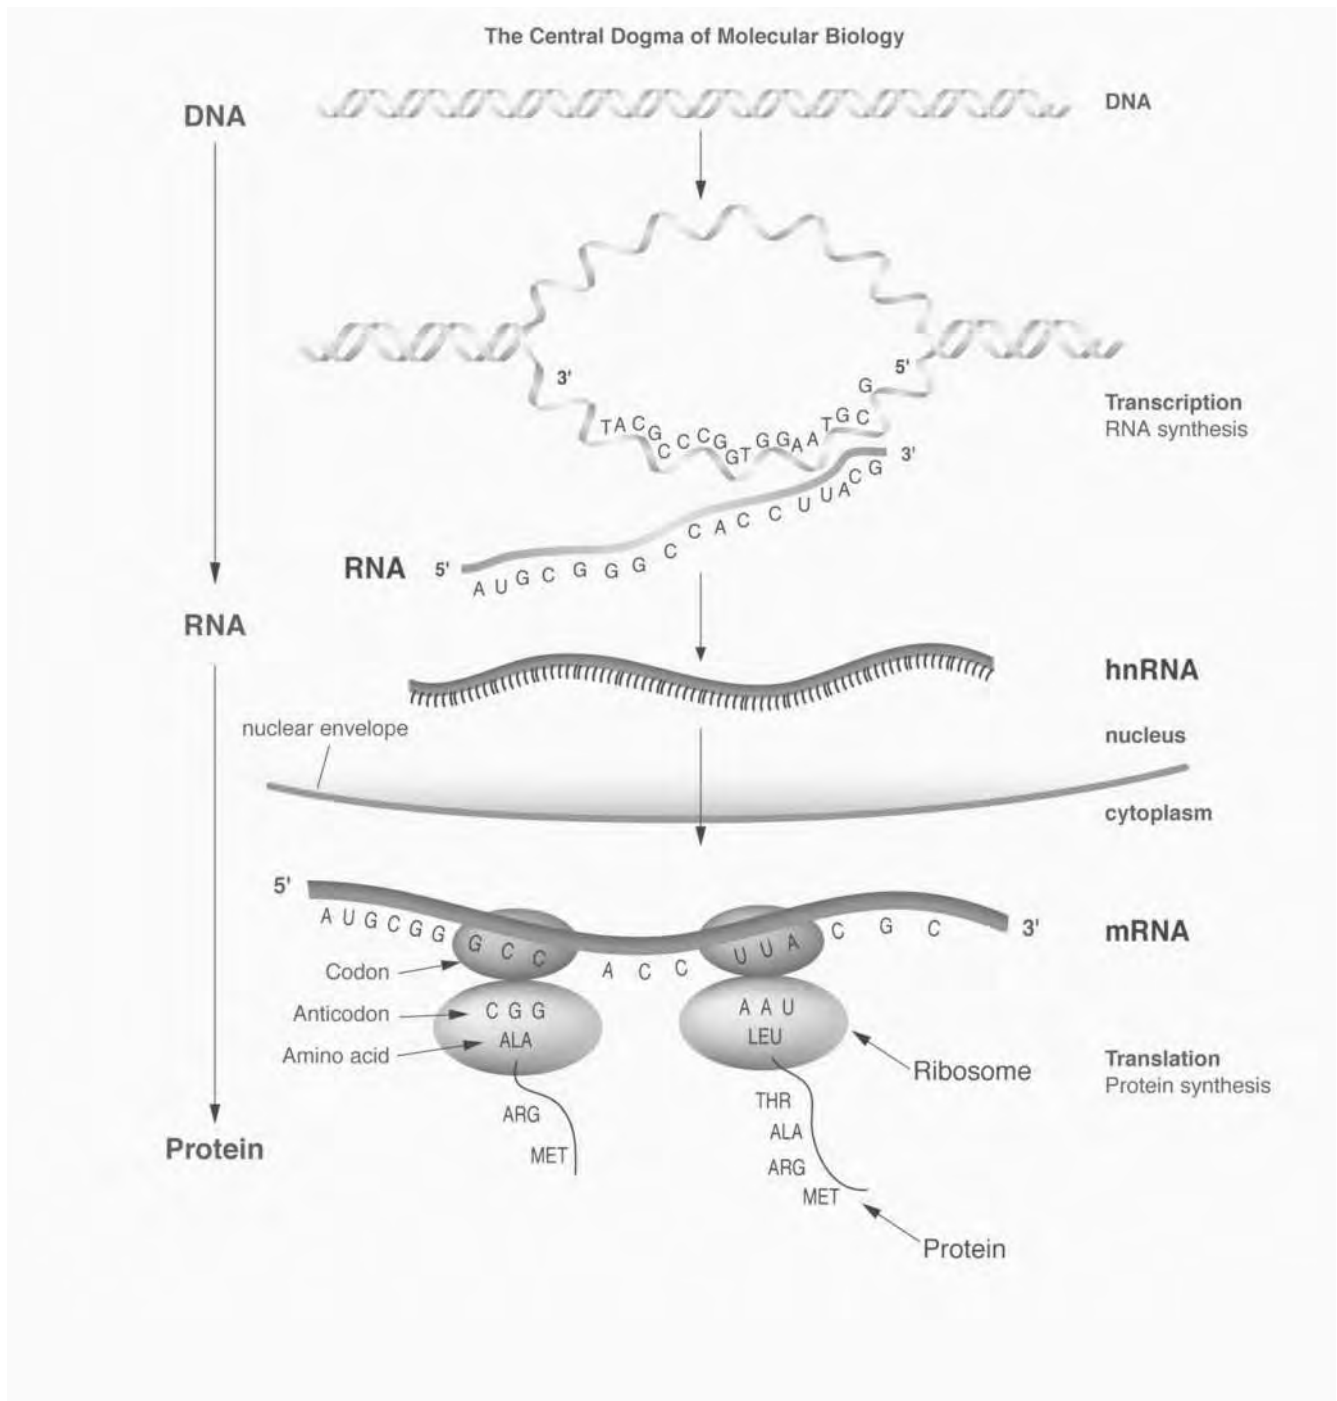 The Central Dogma of Molecular Biology
DNA
DNA
3'
5'
TACGCCCGGTGGAATGCG
Transcription
RNA synthesis
3'
RNA
5'
AUGCGGGCCACCUUACG
RNA
hnRNA
nuclear envelope
nucleus
cytoplasm
5'
AUGCGG GCC ACC UUA CGC
3'
mRNA
Codon
Anticodon
CGG
AAU
Amino acid
ALA
LEU
Ribosome
Translation
Protein synthesis
ARG
MET
THR
ALA
ARG
MET
Protein
Protein